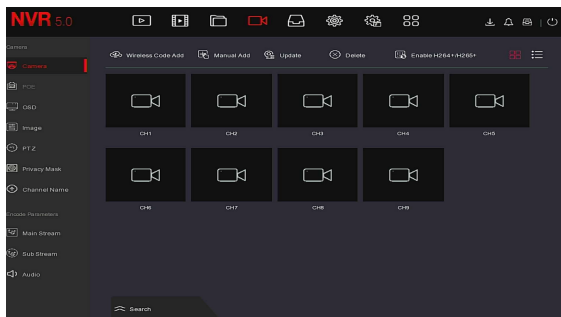 NVR 5.0
Camera
Wireless Code Add Manual Add Update Delete Enable H264+/H265+
Camera
POE
OSD
Image
PTZ
Privacy Mask
Channel Name
Encode Parameters
Main Stream
Sub Stream
Audio
CH1 CH2 CH3 CH4 CH5
CH6 CH7 CH8 CH9
Search